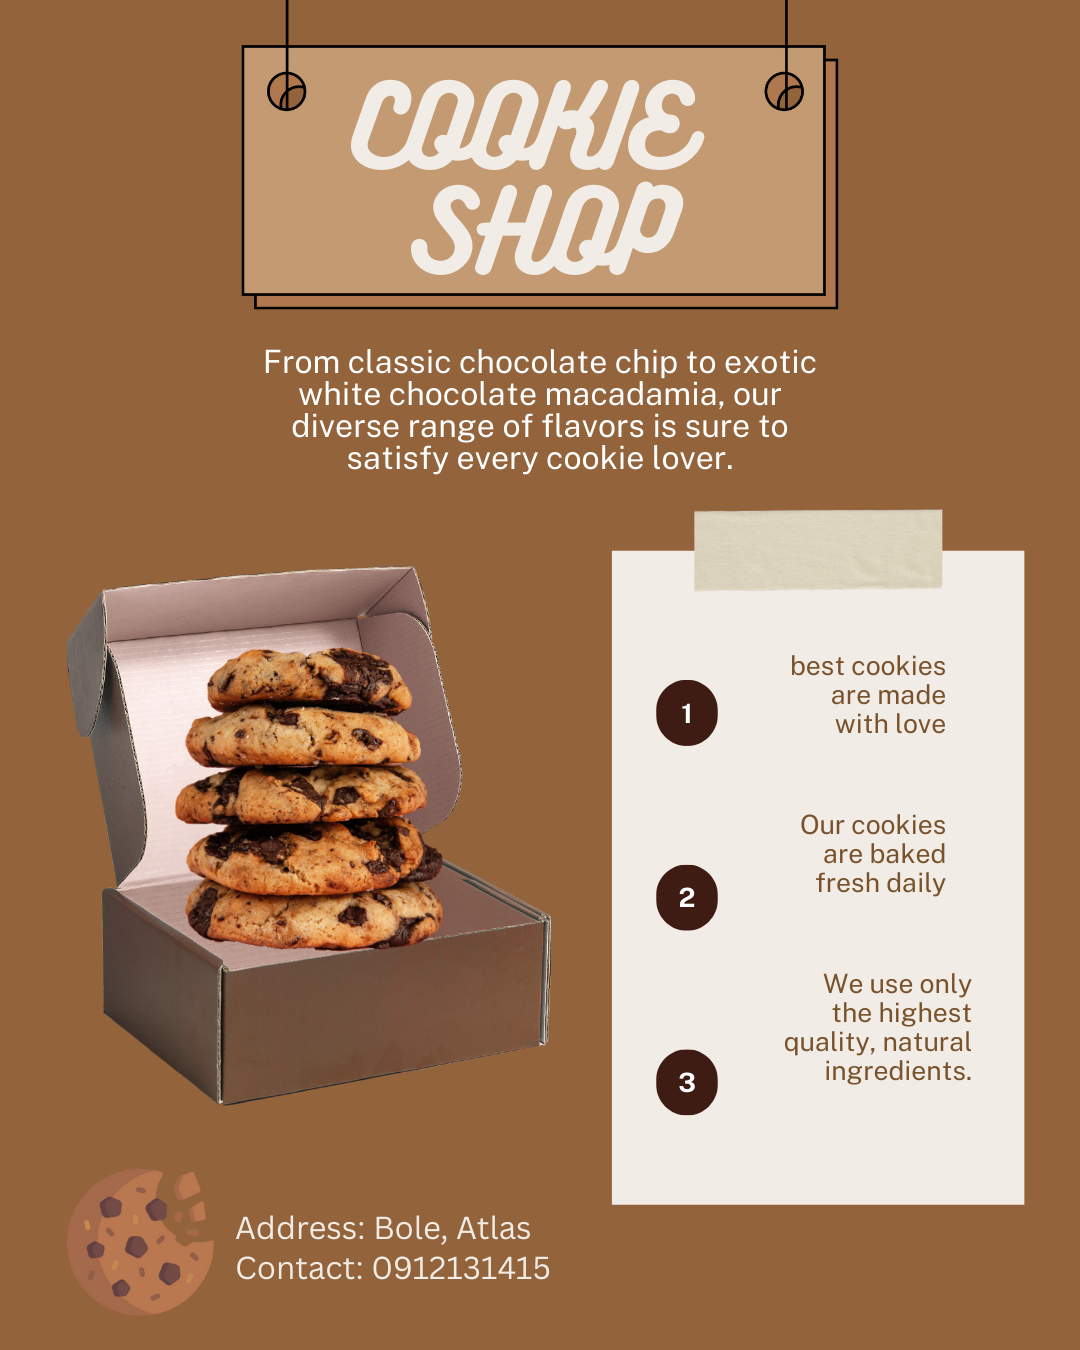 COOKIE
SHOP
From classic chocolate chip to exotic
white chocolate macadamia, our
diverse range of flavors is sure to
satisfy every cookie lover.
1
best cookies
are made
with love
2
Our cookies
are baked
fresh daily
3
We use only
the highest
quality, natural
ingredients.
Address: Bole, Atlas
Contact: 0912131415